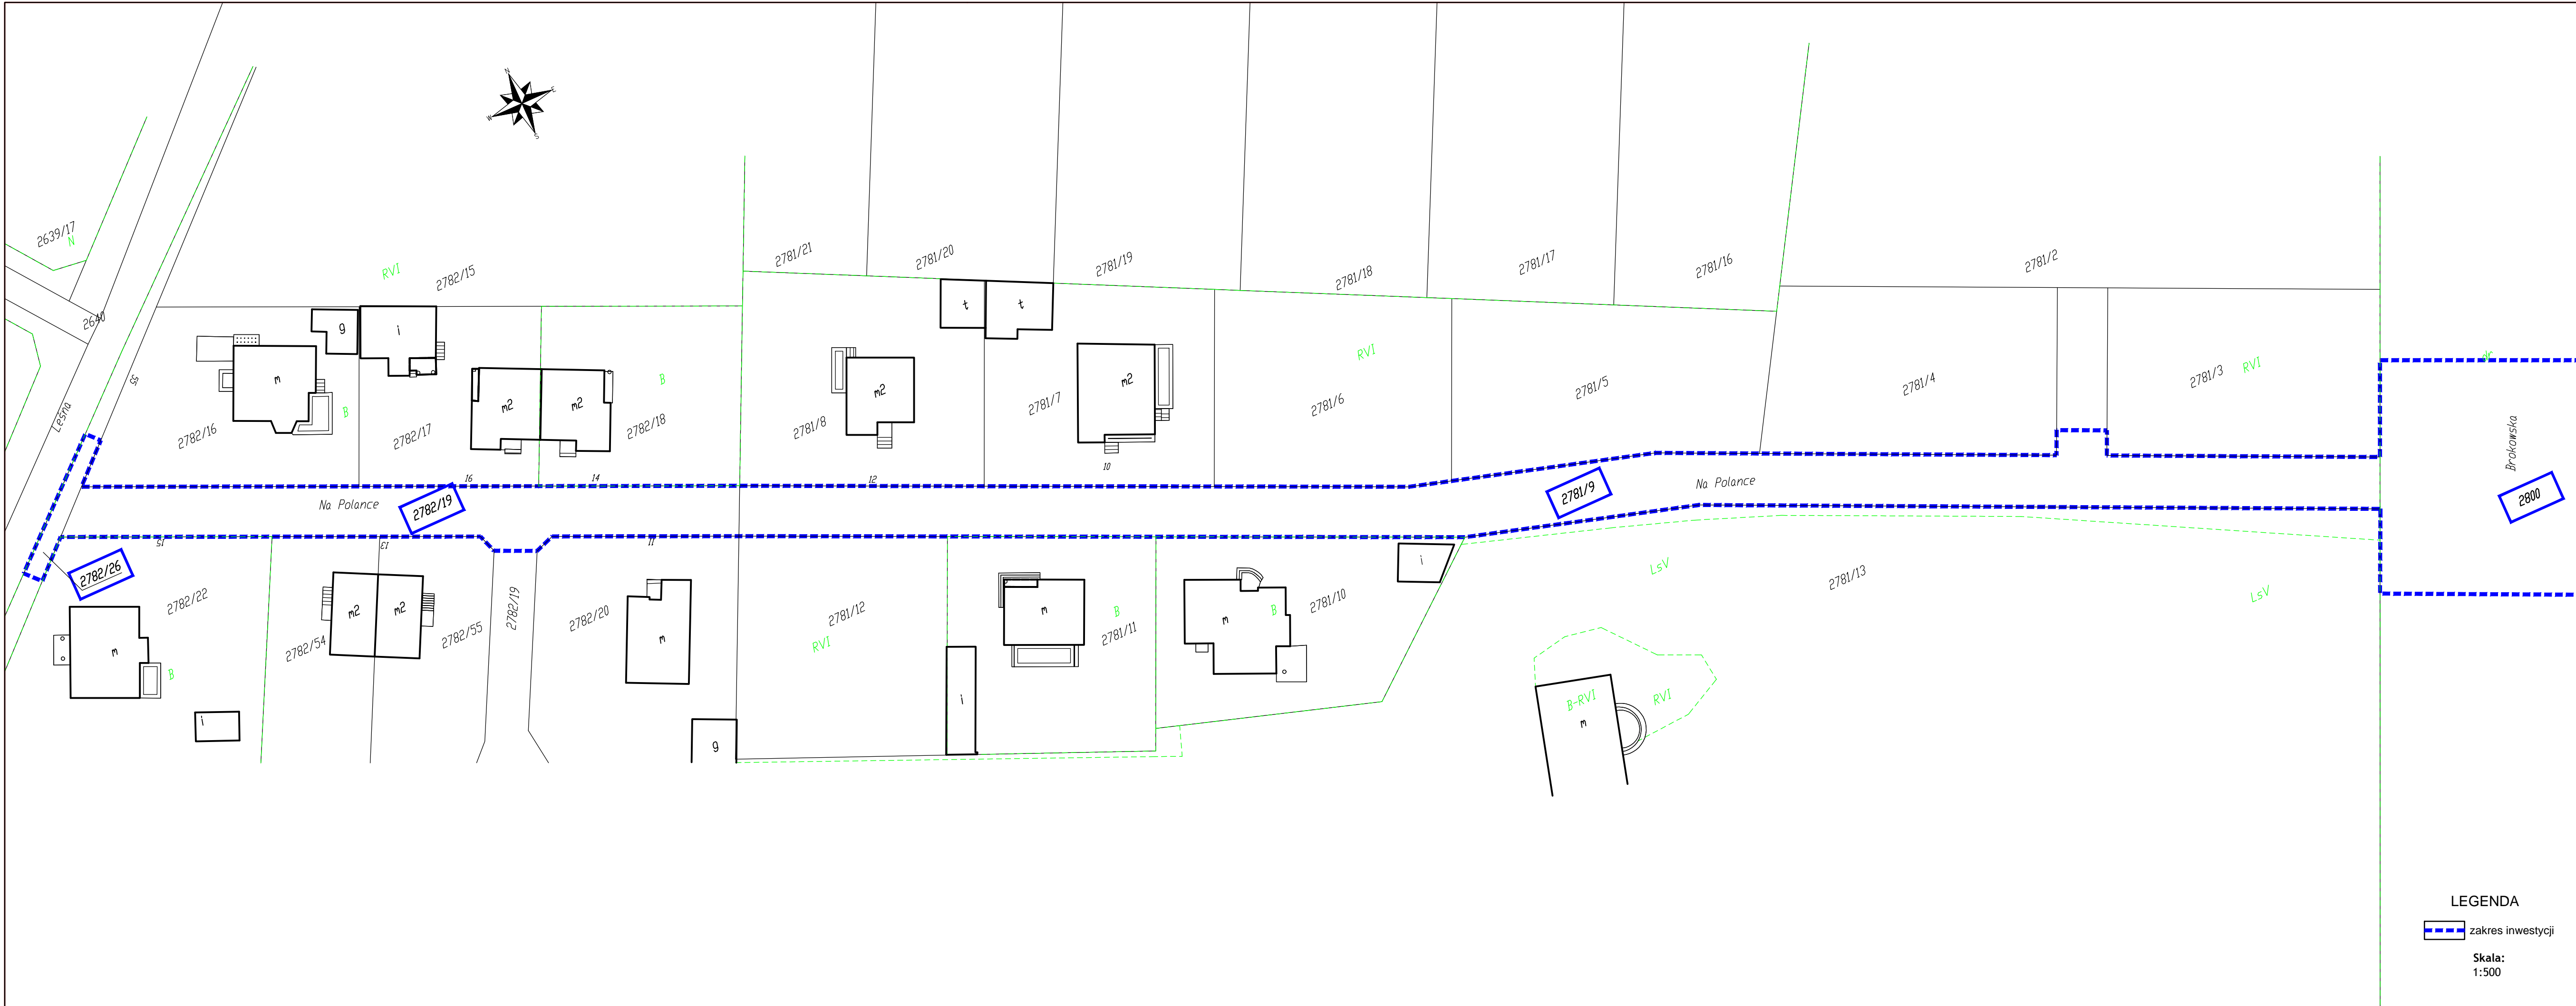 N
E
W
S
2639/17
N
RVI
2782/15
2781/21
2781/20
2781/19
2781/18
2781/17
2781/16
2781/2
2640
g
i
t
t
55
m
m2
m2
m2
m2
RVI
RVI
dr
B
B
2782/16
2782/17
2782/18
2781/8
2781/7
2781/6
2781/5
2781/4
2781/3
Leśna
Brokowska
16
14
12
10
Na Polance
2782/19
2781/9
Na Polance
2800
15
13
11
2782/26
2782/22
2782/54
m2
m2
2782/55
2782/19
2782/20
2781/12
RVI
m
B
2781/11
m
B
2781/10
i
LsV
2781/13
LsV
m
B
m
i
g
i
B-RVI
RVI
m
LEGENDA
zakres inwestycji
Skala:
1:500